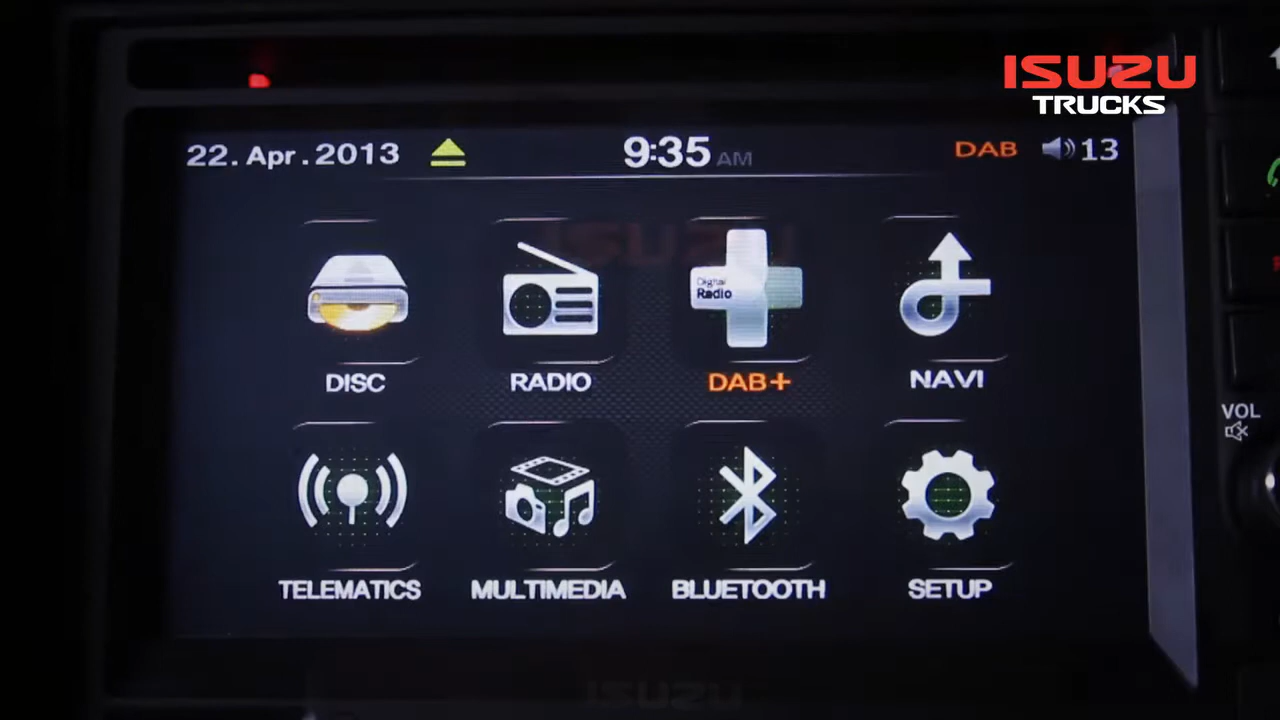 ISUZU
TRUCKS
22. Apr. 2013 9:35 AM DAB 13
Digital
Radio
DISC RADIO DAB+ NAVI
VOL
TELEMATICS MULTIMEDIA BLUETOOTH SETUP
ISUZU